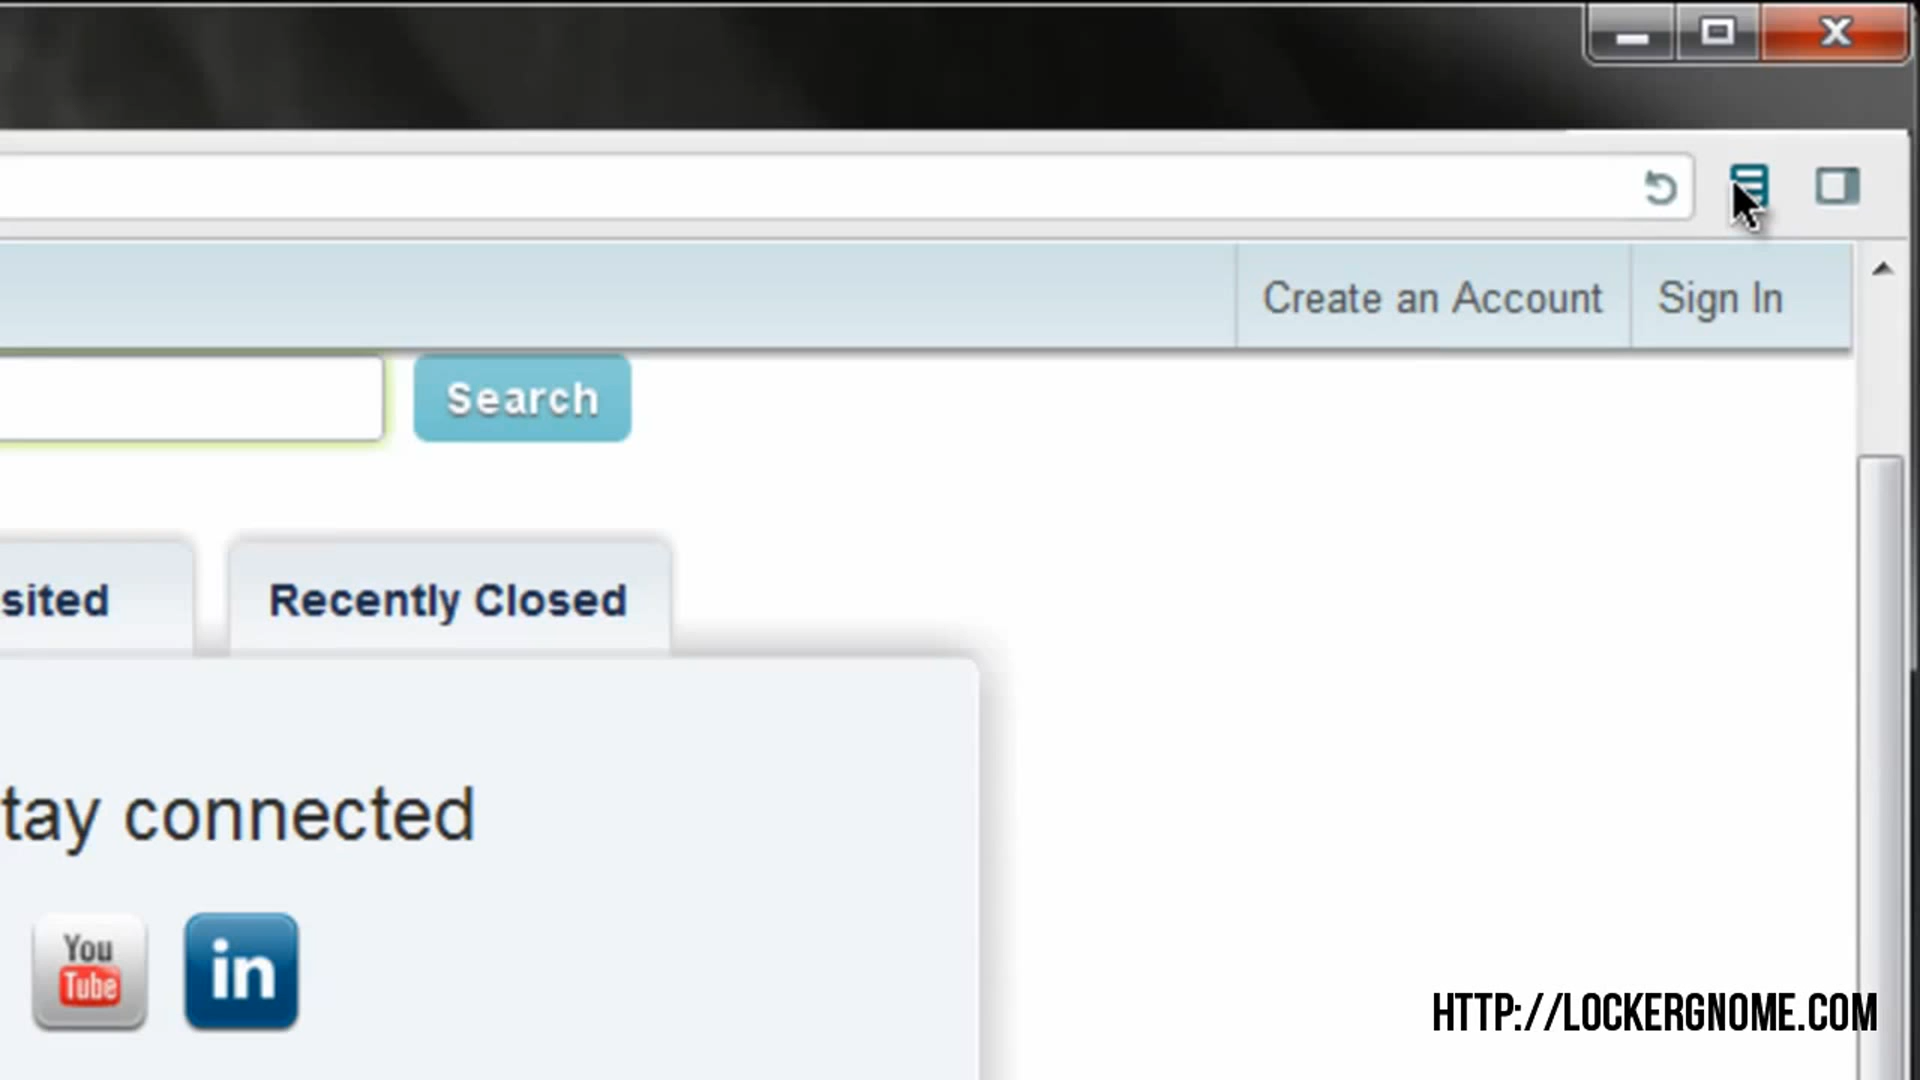 Create an Account
Sign In
Search
sited
Recently Closed
tay connected
You
Tube
in
HTTP://LOCKERGNOME.COM